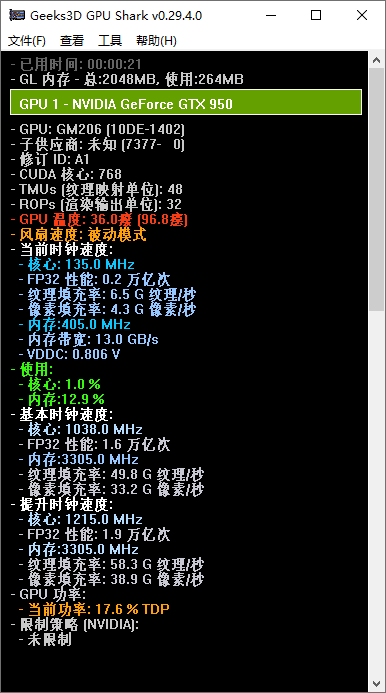 Geeks3D GPU Shark v0.29.4.0
文件(F) 查看 工具 帮助(H)
- 已用时间: 00:00:21
- GL 内存 - 总:2048MB, 使用:264MB
GPU 1 - NVIDIA GeForce GTX 950
- GPU: GM206 (10DE-1402)
- 子供应商: 未知 (7377- 0)
- 修订 ID: A1
- CUDA 核心: 768
- TMUs (纹理映射单位): 48
- ROPs (渲染输出单位): 32
- GPU 温度: 36.0癈 (96.8癋)
- 风扇速度: 被动模式
- 当前时钟速度:
- 核心: 135.0 MHz
- FP32 性能: 0.2 万亿次
- 纹理填充率: 6.5 G 纹理/秒
- 像素填充率: 4.3 G 像素/秒
- 内存:405.0 MHz
- 内存带宽: 13.0 GB/s
- VDDC: 0.806 V
- 使用:
- 核心: 1.0 %
- 内存:12.9 %
- 基本时钟速度:
- 核心: 1038.0 MHz
- FP32 性能: 1.6 万亿次
- 内存:3305.0 MHz
- 纹理填充率: 49.8 G 纹理/秒
- 像素填充率: 33.2 G 像素/秒
- 提升时钟速度:
- 核心: 1215.0 MHz
- FP32 性能: 1.9 万亿次
- 内存:3305.0 MHz
- 纹理填充率: 58.3 G 纹理/秒
- 像素填充率: 38.9 G 像素/秒
- GPU 功率:
- 当前功率: 17.6 % TDP
- 限制策略 (NVIDIA):
- 未限制